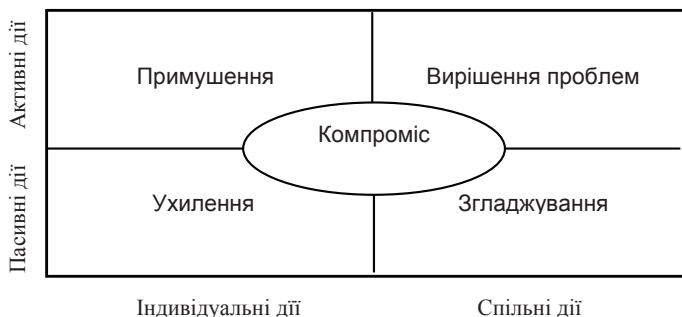 Активні дії
Примушення
Вирішення проблем
Компроміс
Пасивні дії
Ухилення
Згладжування
Індивідуальні дії
Спільні дії